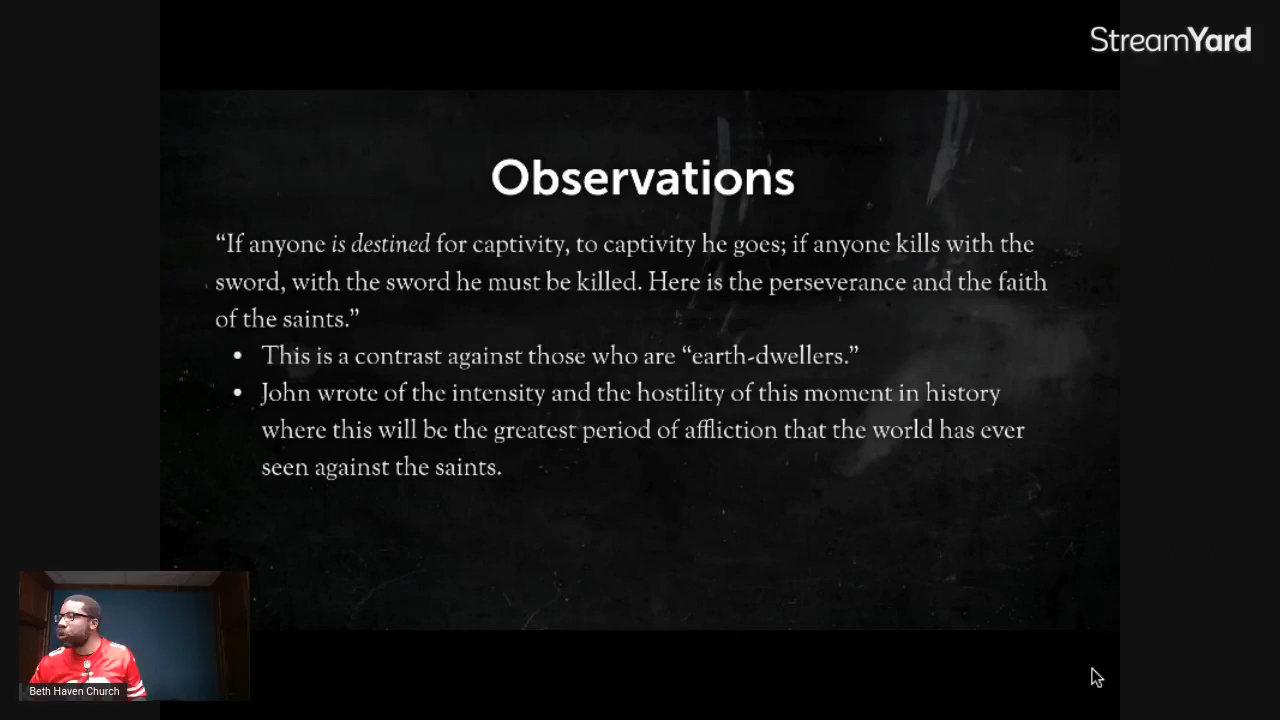 StreamYard
Observations
“If anyone is destined for captivity, to captivity he goes; if anyone kills with the
sword, with the sword he must be killed. Here is the perseverance and the faith
of the saints.”
• This is a contrast against those who are “earth-dwellers.”
• John wrote of the intensity and the hostility of this moment in history
where this will be the greatest period of affliction that the world has ever
seen against the saints.
Beth Haven Church